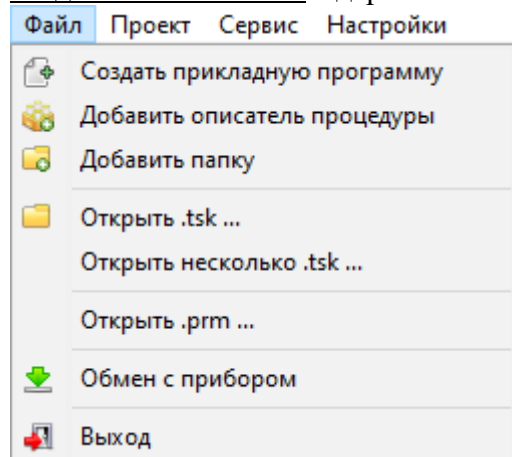 Файл Проект Сервис Настройки
Создать прикладную программу
Добавить описатель процедуры
Добавить папку
Открыть .tsk ...
Открыть несколько .tsk ...
Открыть .prm ...
Обмен с прибором
Выход